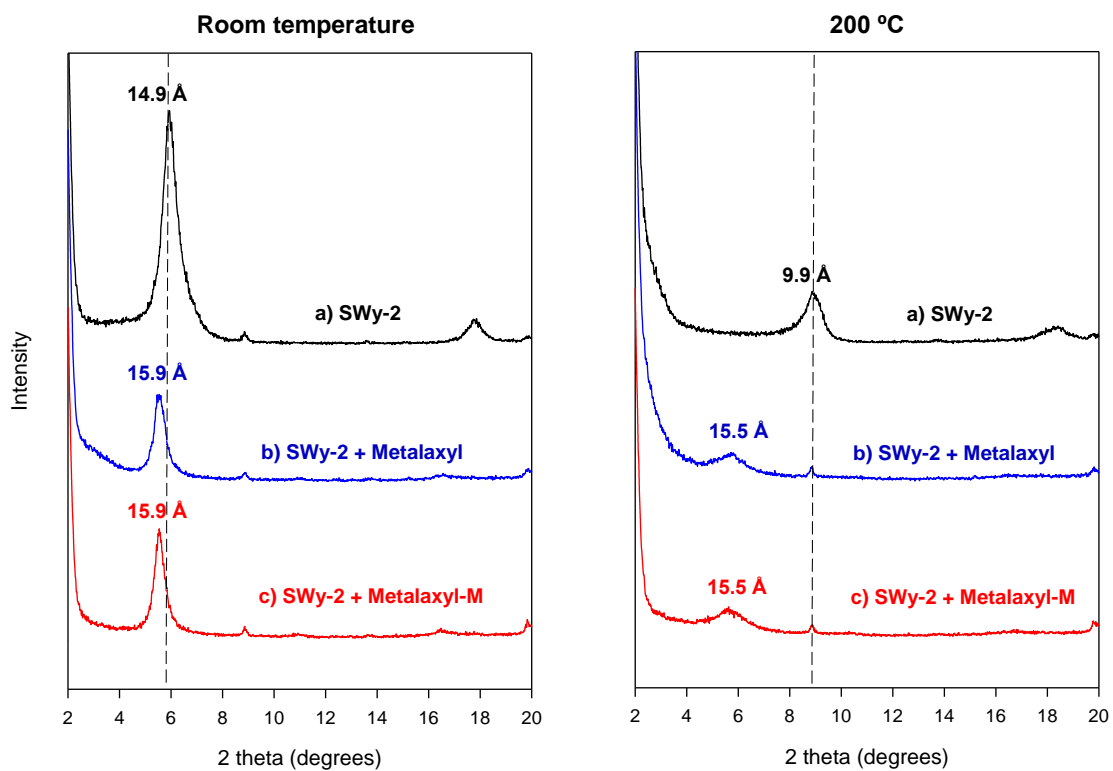 Room temperature
14.9 Å
a) SWy-2
15.9 Å
b) SWy-2 + Metalaxyl
15.9 Å
c) SWy-2 + Metalaxyl-M
2 4 6 8 10 12 14 16 18 20
2 theta (degrees)
Intensity
200 ºC
9.9 Å
a) SWy-2
15.5 Å
b) SWy-2 + Metalaxyl
15.5 Å
c) SWy-2 + Metalaxyl-M
2 4 6 8 10 12 14 16 18 20
2 theta (degrees)